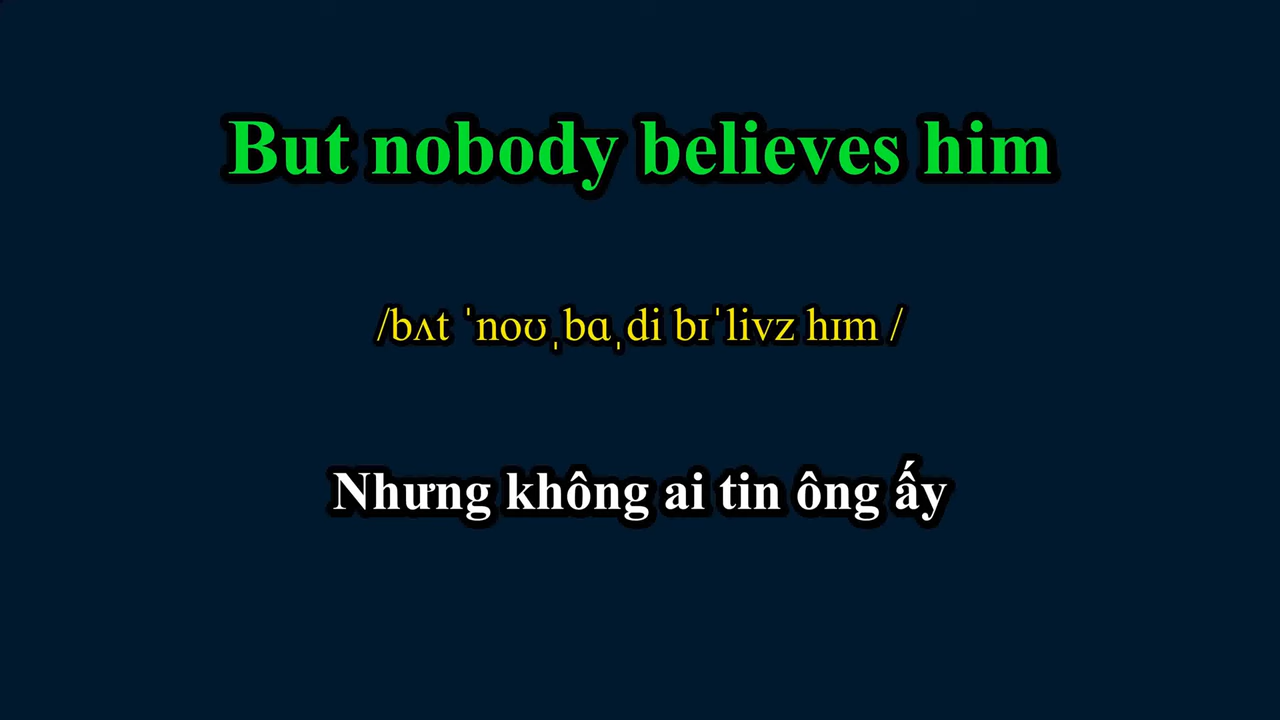 But nobody believes him
/bʌt ˈnoʊˌbɑˌdi bɪˈlivz hɪm /
Nhưng không ai tin ông ấy